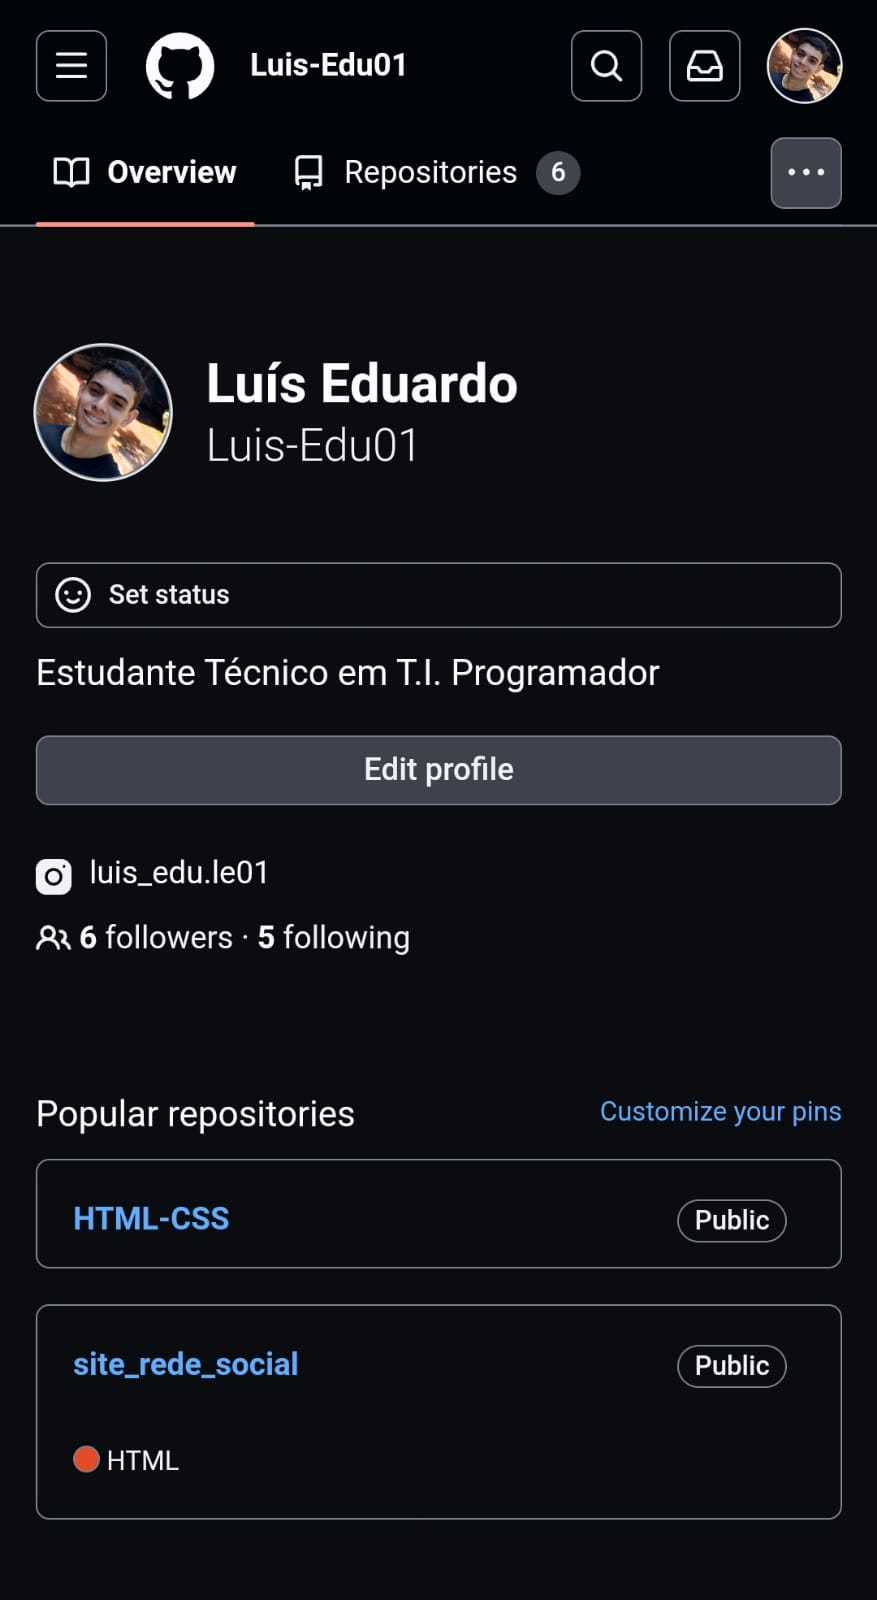 Luis-Edu01
Overview
Repositories 6
Luís Eduardo
Luis-Edu01
Set status
Estudante Técnico em T.I. Programador
Edit profile
luis_edu.le01
6 followers · 5 following
Popular repositories
Customize your pins
HTML-CSS
Public
site_rede_social
Public
HTML